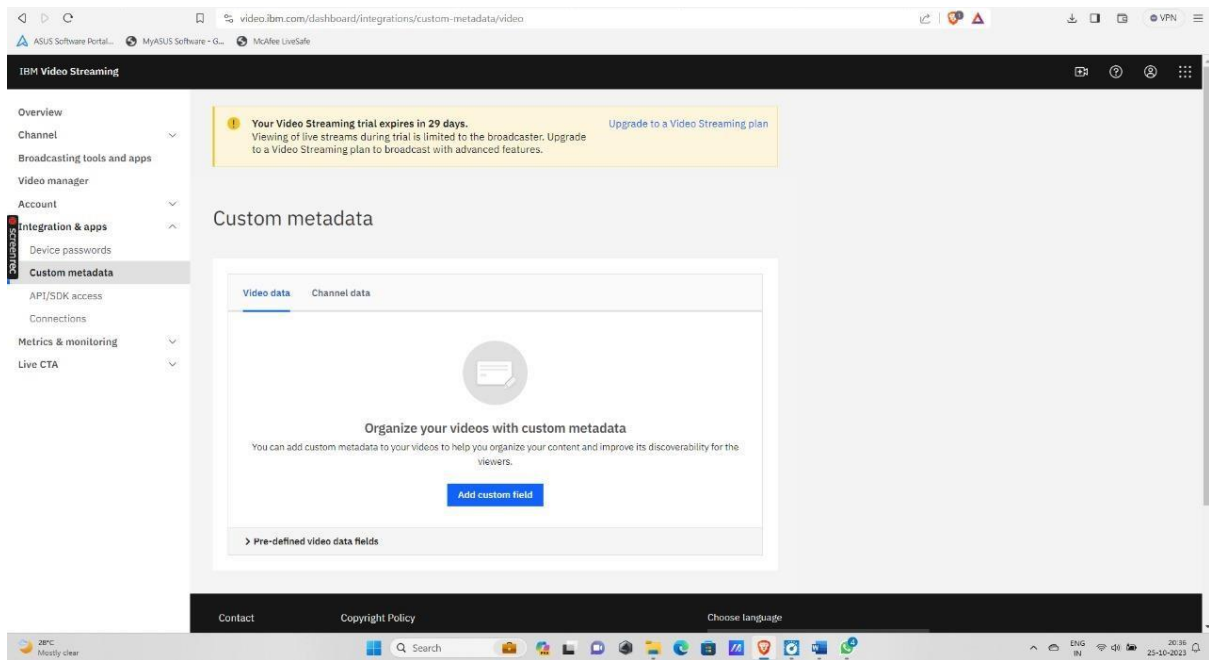 video.ibm.com/dashboard/integrations/custom-metadata/video
VPN
ASUS Software Portal...
MyASUS Software - G...
McAfee LiveSafe
IBM Video Streaming
Overview
Channel
Broadcasting tools and apps
Video manager
Account
Integration & apps
Device passwords
Custom metadata
API/SDK access
Connections
Metrics & monitoring
Live CTA
screenrec
Your Video Streaming trial expires in 29 days.
Viewing of live streams during trial is limited to the broadcaster. Upgrade
to a Video Streaming plan to broadcast with advanced features.
Upgrade to a Video Streaming plan
Custom metadata
Video data
Channel data
Organize your videos with custom metadata
You can add custom metadata to your videos to help you organize your content and improve its discoverability for the
viewers.
Add custom field
Pre-defined video data fields
Contact
Copyright Policy
Choose language
28°C
Mostly clear
Search
ENG
IN
20:36
25-10-2023